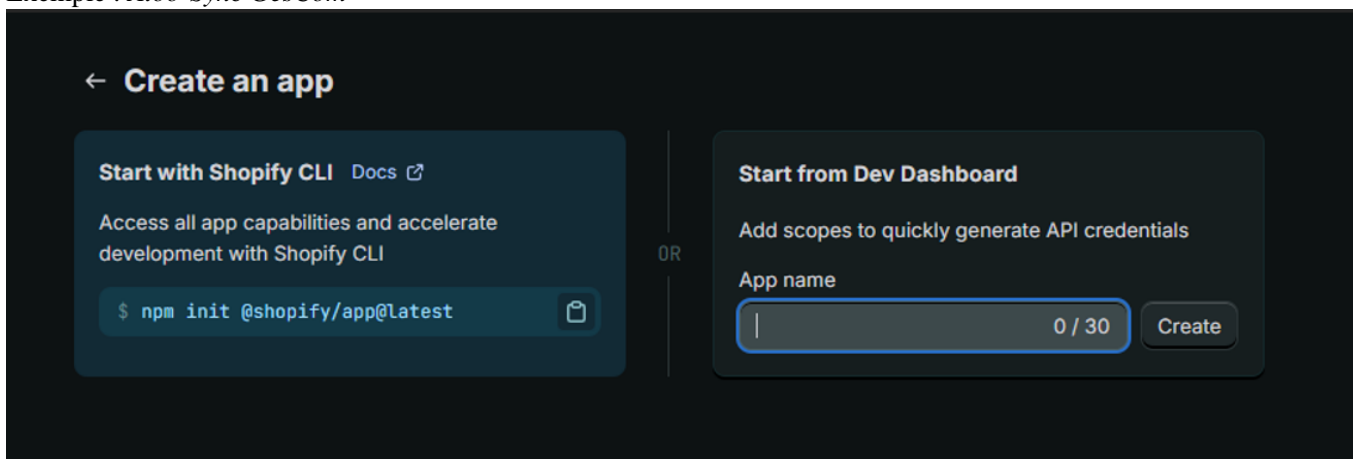 ← Create an app
Start with Shopify CLI Docs
Access all app capabilities and accelerate
development with Shopify CLI
$ npm init @shopify/app@latest
OR
Start from Dev Dashboard
Add scopes to quickly generate API credentials
App name
0 / 30 Create